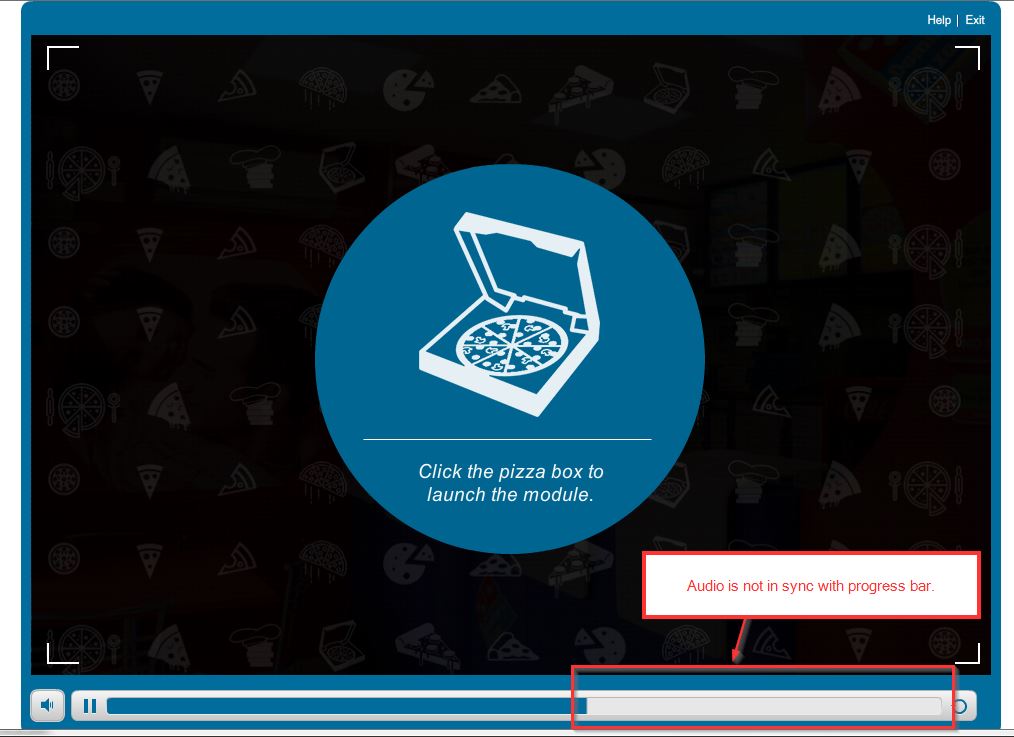 Help | Exit
Click the pizza box to
launch the module.
Audio is not in sync with progress bar.